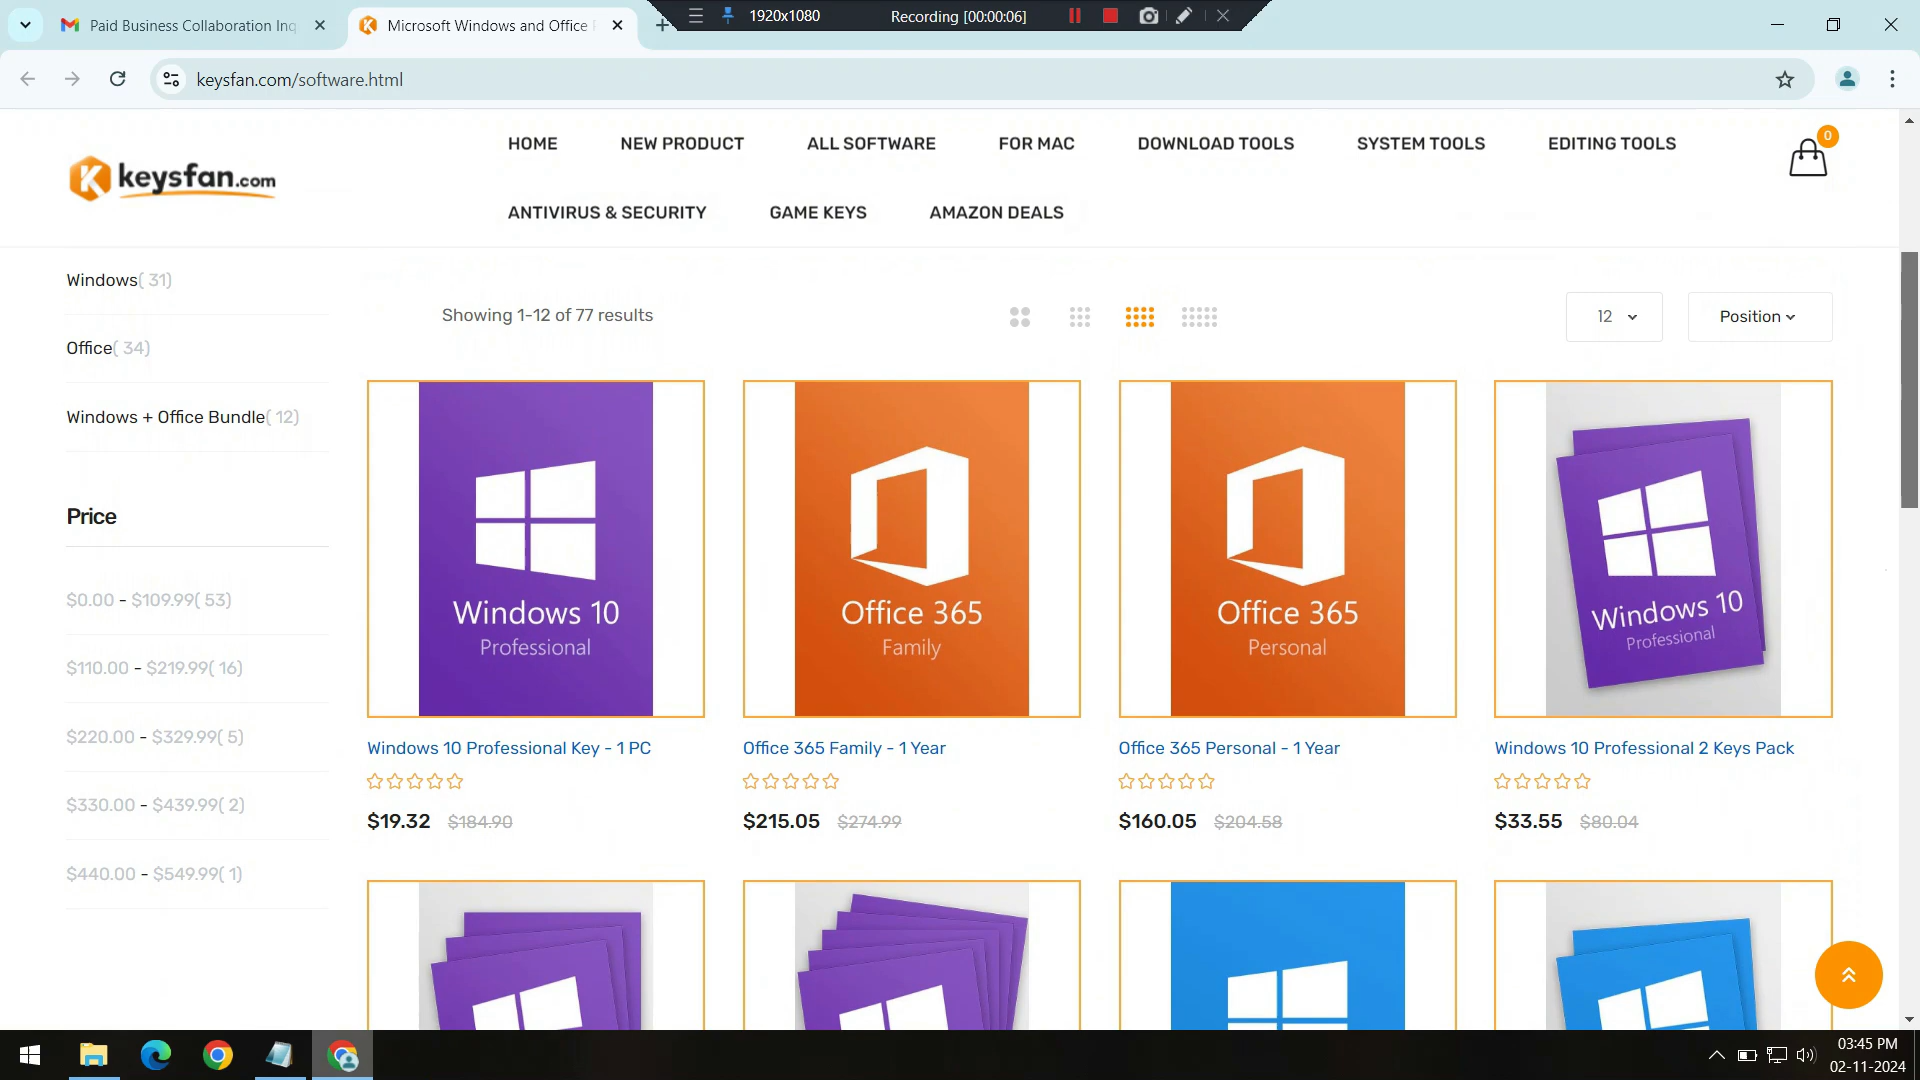 Paid Business Collaboration Inq
Microsoft Windows and Office
1920x1080
Recording [00:00:06]
keysfan.com/software.html
keysfan.com
HOME
NEW PRODUCT
ALL SOFTWARE
FOR MAC
DOWNLOAD TOOLS
SYSTEM TOOLS
EDITING TOOLS
0
ANTIVIRUS & SECURITY
GAME KEYS
AMAZON DEALS
Windows( 31)
Office( 34)
Windows + Office Bundle( 12)
Price
$0.00 - $109.99( 53)
$110.00 - $219.99( 16)
$220.00 - $329.99( 5)
$330.00 - $439.99( 2)
$440.00 - $549.99( 1)
Showing 1-12 of 77 results
12
Position
Windows 10
Professional
Office 365
Family
Office 365
Personal
Windows 10
Professional
Windows 10 Professional Key - 1 PC
Office 365 Family - 1 Year
Office 365 Personal - 1 Year
Windows 10 Professional 2 Keys Pack
$19.32 $184.90
$215.05 $274.99
$160.05 $204.58
$33.55 $80.04
03:45 PM
02-11-2024